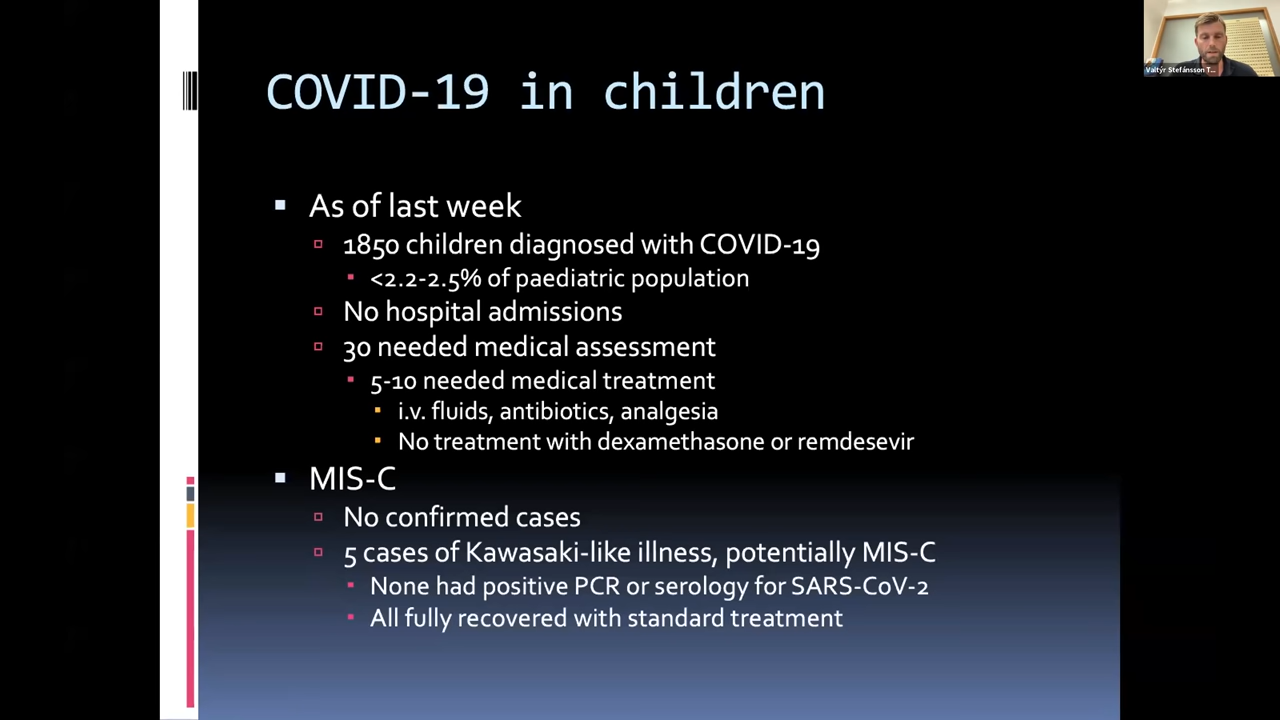 COVID-19 in children
As of last week
1850 children diagnosed with COVID-19
<2.2-2.5% of paediatric population
No hospital admissions
30 needed medical assessment
5-10 needed medical treatment
i.v. fluids, antibiotics, analgesia
No treatment with dexamethasone or remdesevir
MIS-C
No confirmed cases
5 cases of Kawasaki-like illness, potentially MIS-C
None had positive PCR or serology for SARS-CoV-2
All fully recovered with standard treatment
Valtýr Stefánsson T...